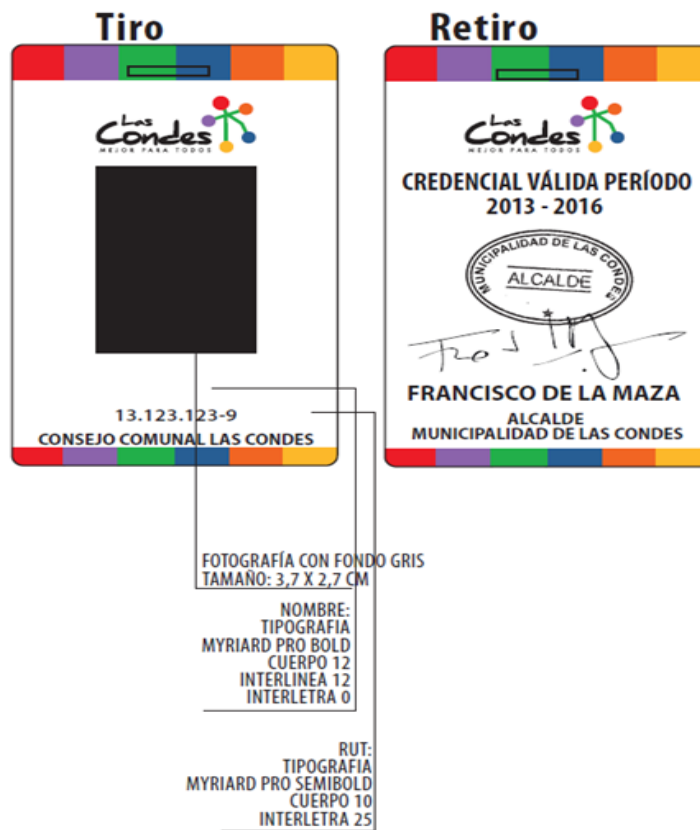 Tiro
Las
Condes
MEJOR PARA TODOS
13.123.123-9
CONSEJO COMUNAL LAS CONDES
FOTOGRAFÍA CON FONDO GRIS
TAMAÑO: 3,7 X 2,7 CM
NOMBRE:
TIPOGRAFIA
MYRIARD PRO BOLD
CUERPO 12
INTERLINEA 12
INTERLETRA 0
RUT:
TIPOGRAFIA
MYRIARD PRO SEMIBOLD
CUERPO 10
INTERLETRA 25
Retiro
Las
Condes
MEJOR PARA TODOS
CREDENCIAL VÁLIDA PERÍODO
2013 - 2016
MUNICIPALIDAD DE LAS CONDES
ALCALDE
FRANCISCO DE LA MAZA
ALCALDE
MUNICIPALIDAD DE LAS CONDES